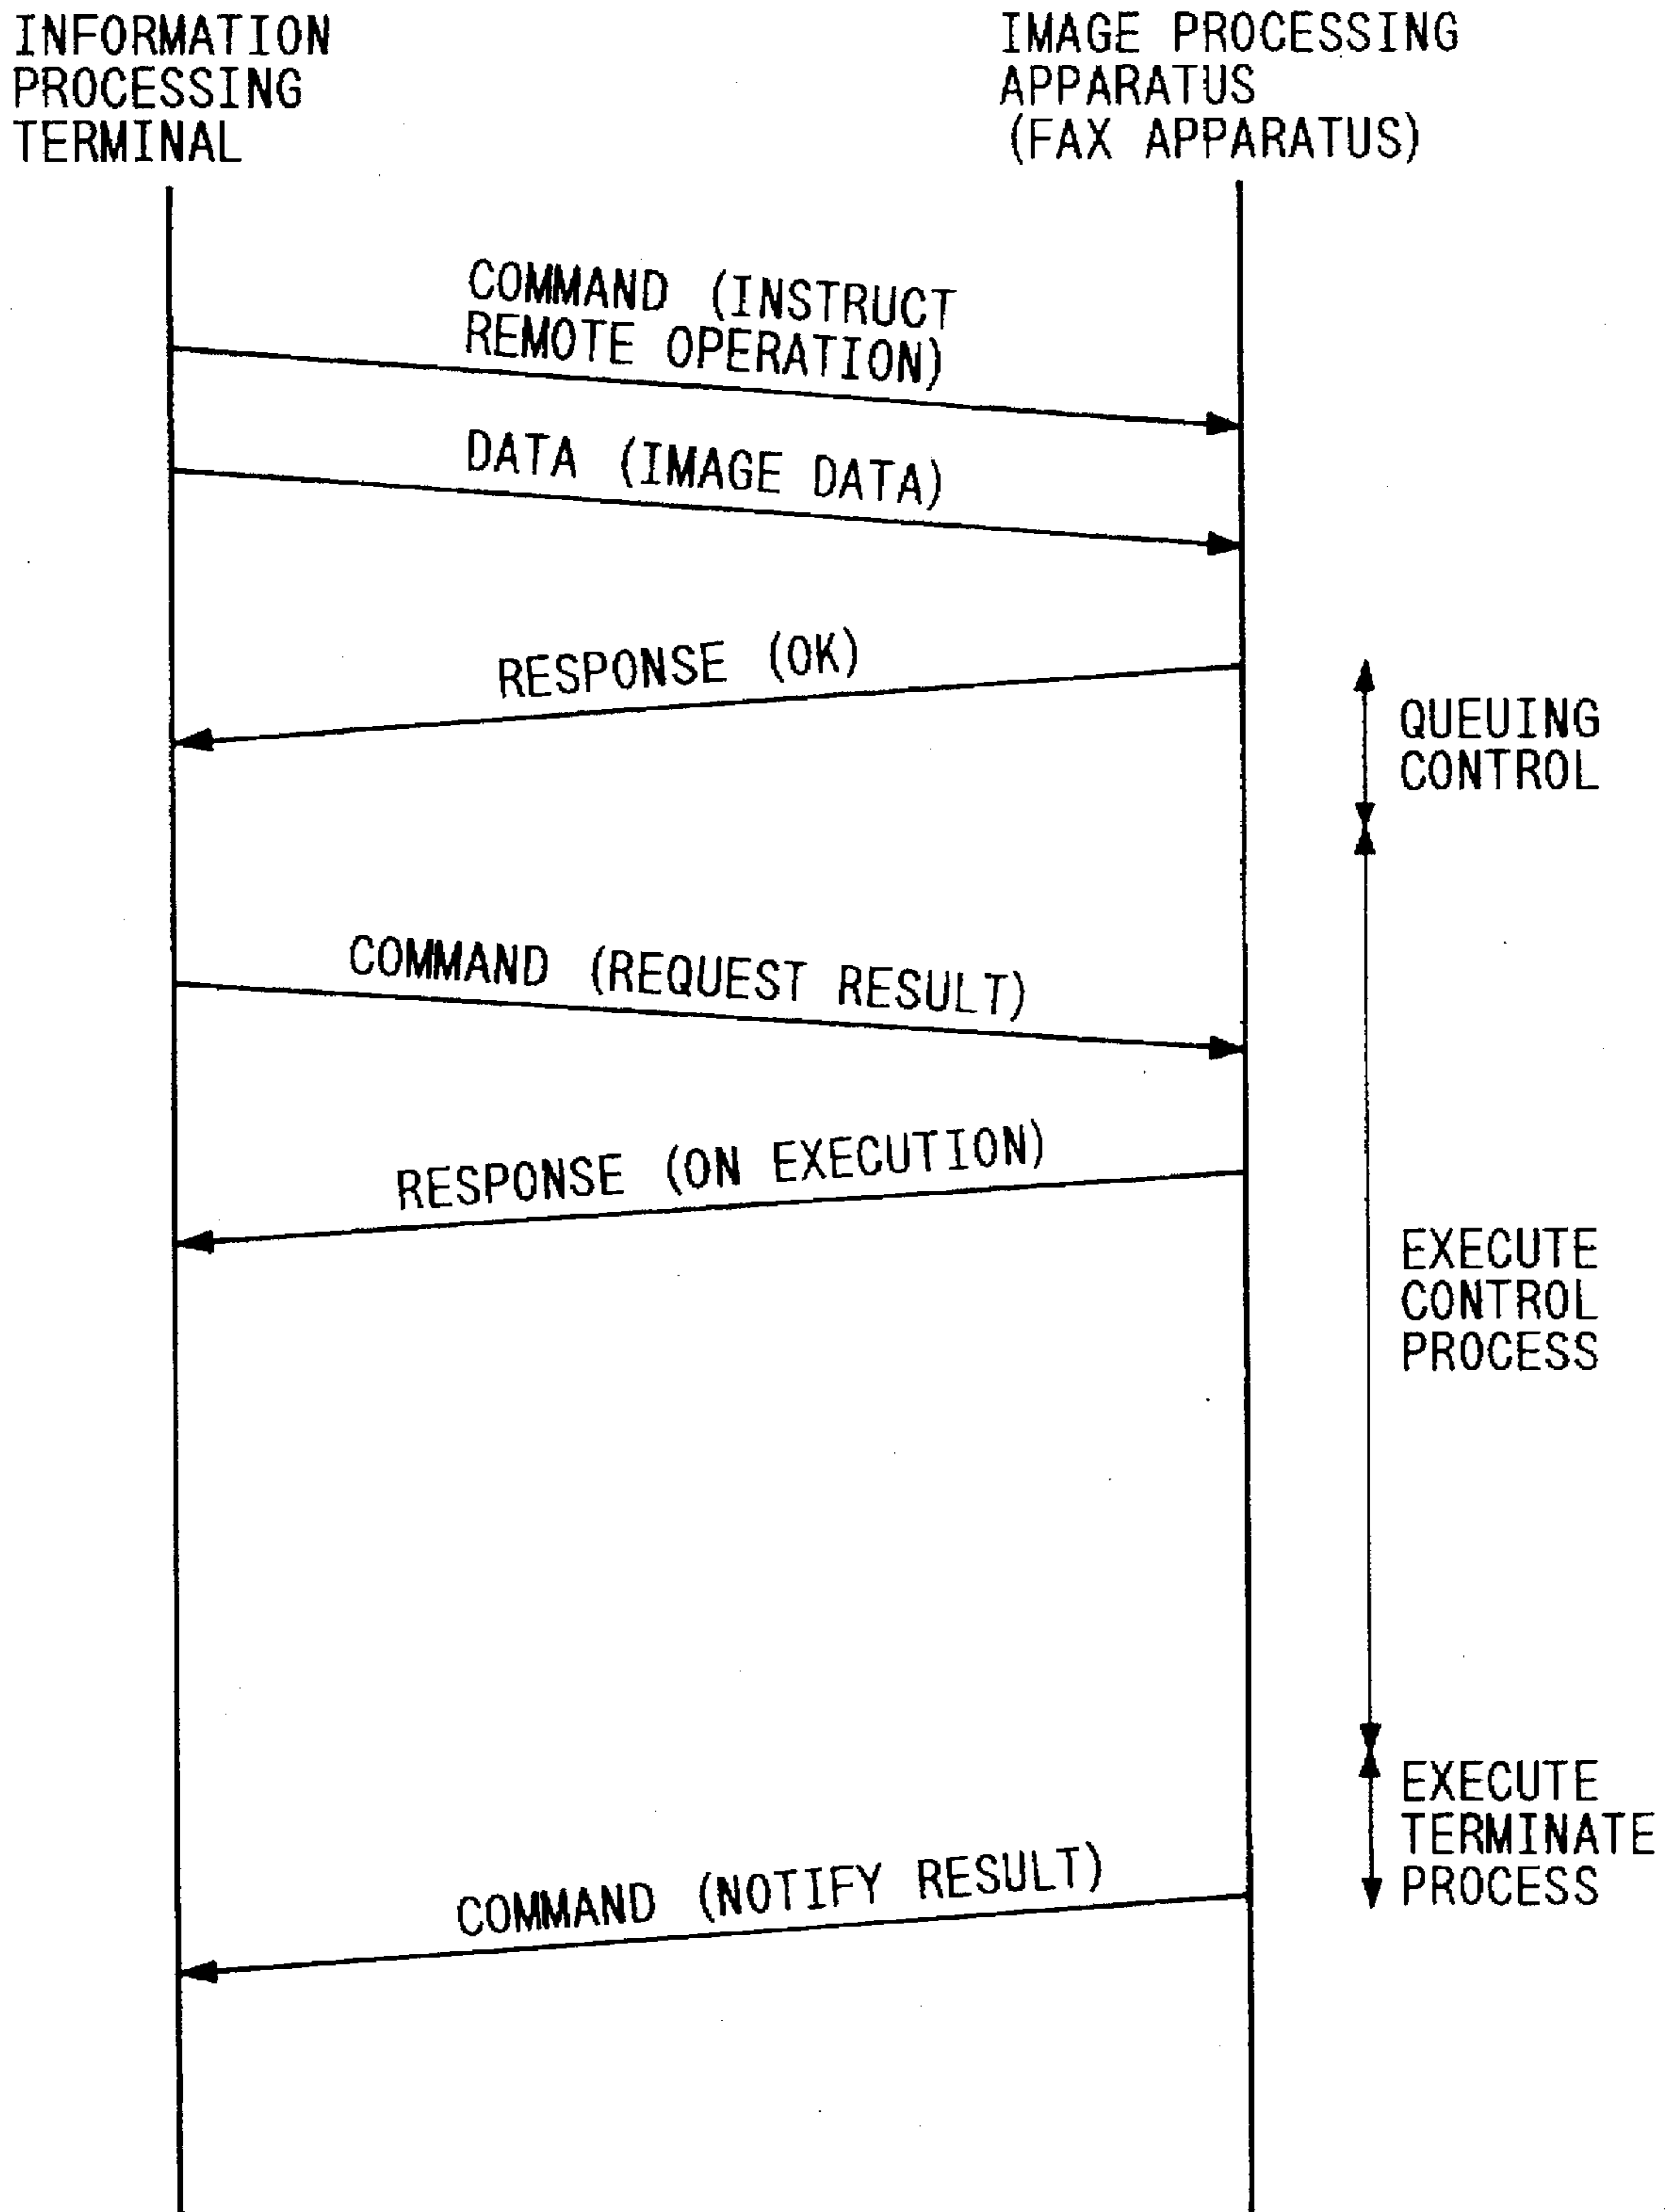 INFORMATION
PROCESSING
TERMINAL
IMAGE PROCESSING
APPARATUS
(FAX APPARATUS)
COMMAND (INSTRUCT
REMOTE OPERATION)
DATA (IMAGE DATA)
RESPONSE (OK)
QUEUING
CONTROL
COMMAND (REQUEST RESULT)
RESPONSE (ON EXECUTION)
EXECUTE
CONTROL
PROCESS
EXECUTE
TERMINATE
PROCESS
COMMAND (NOTIFY RESULT)